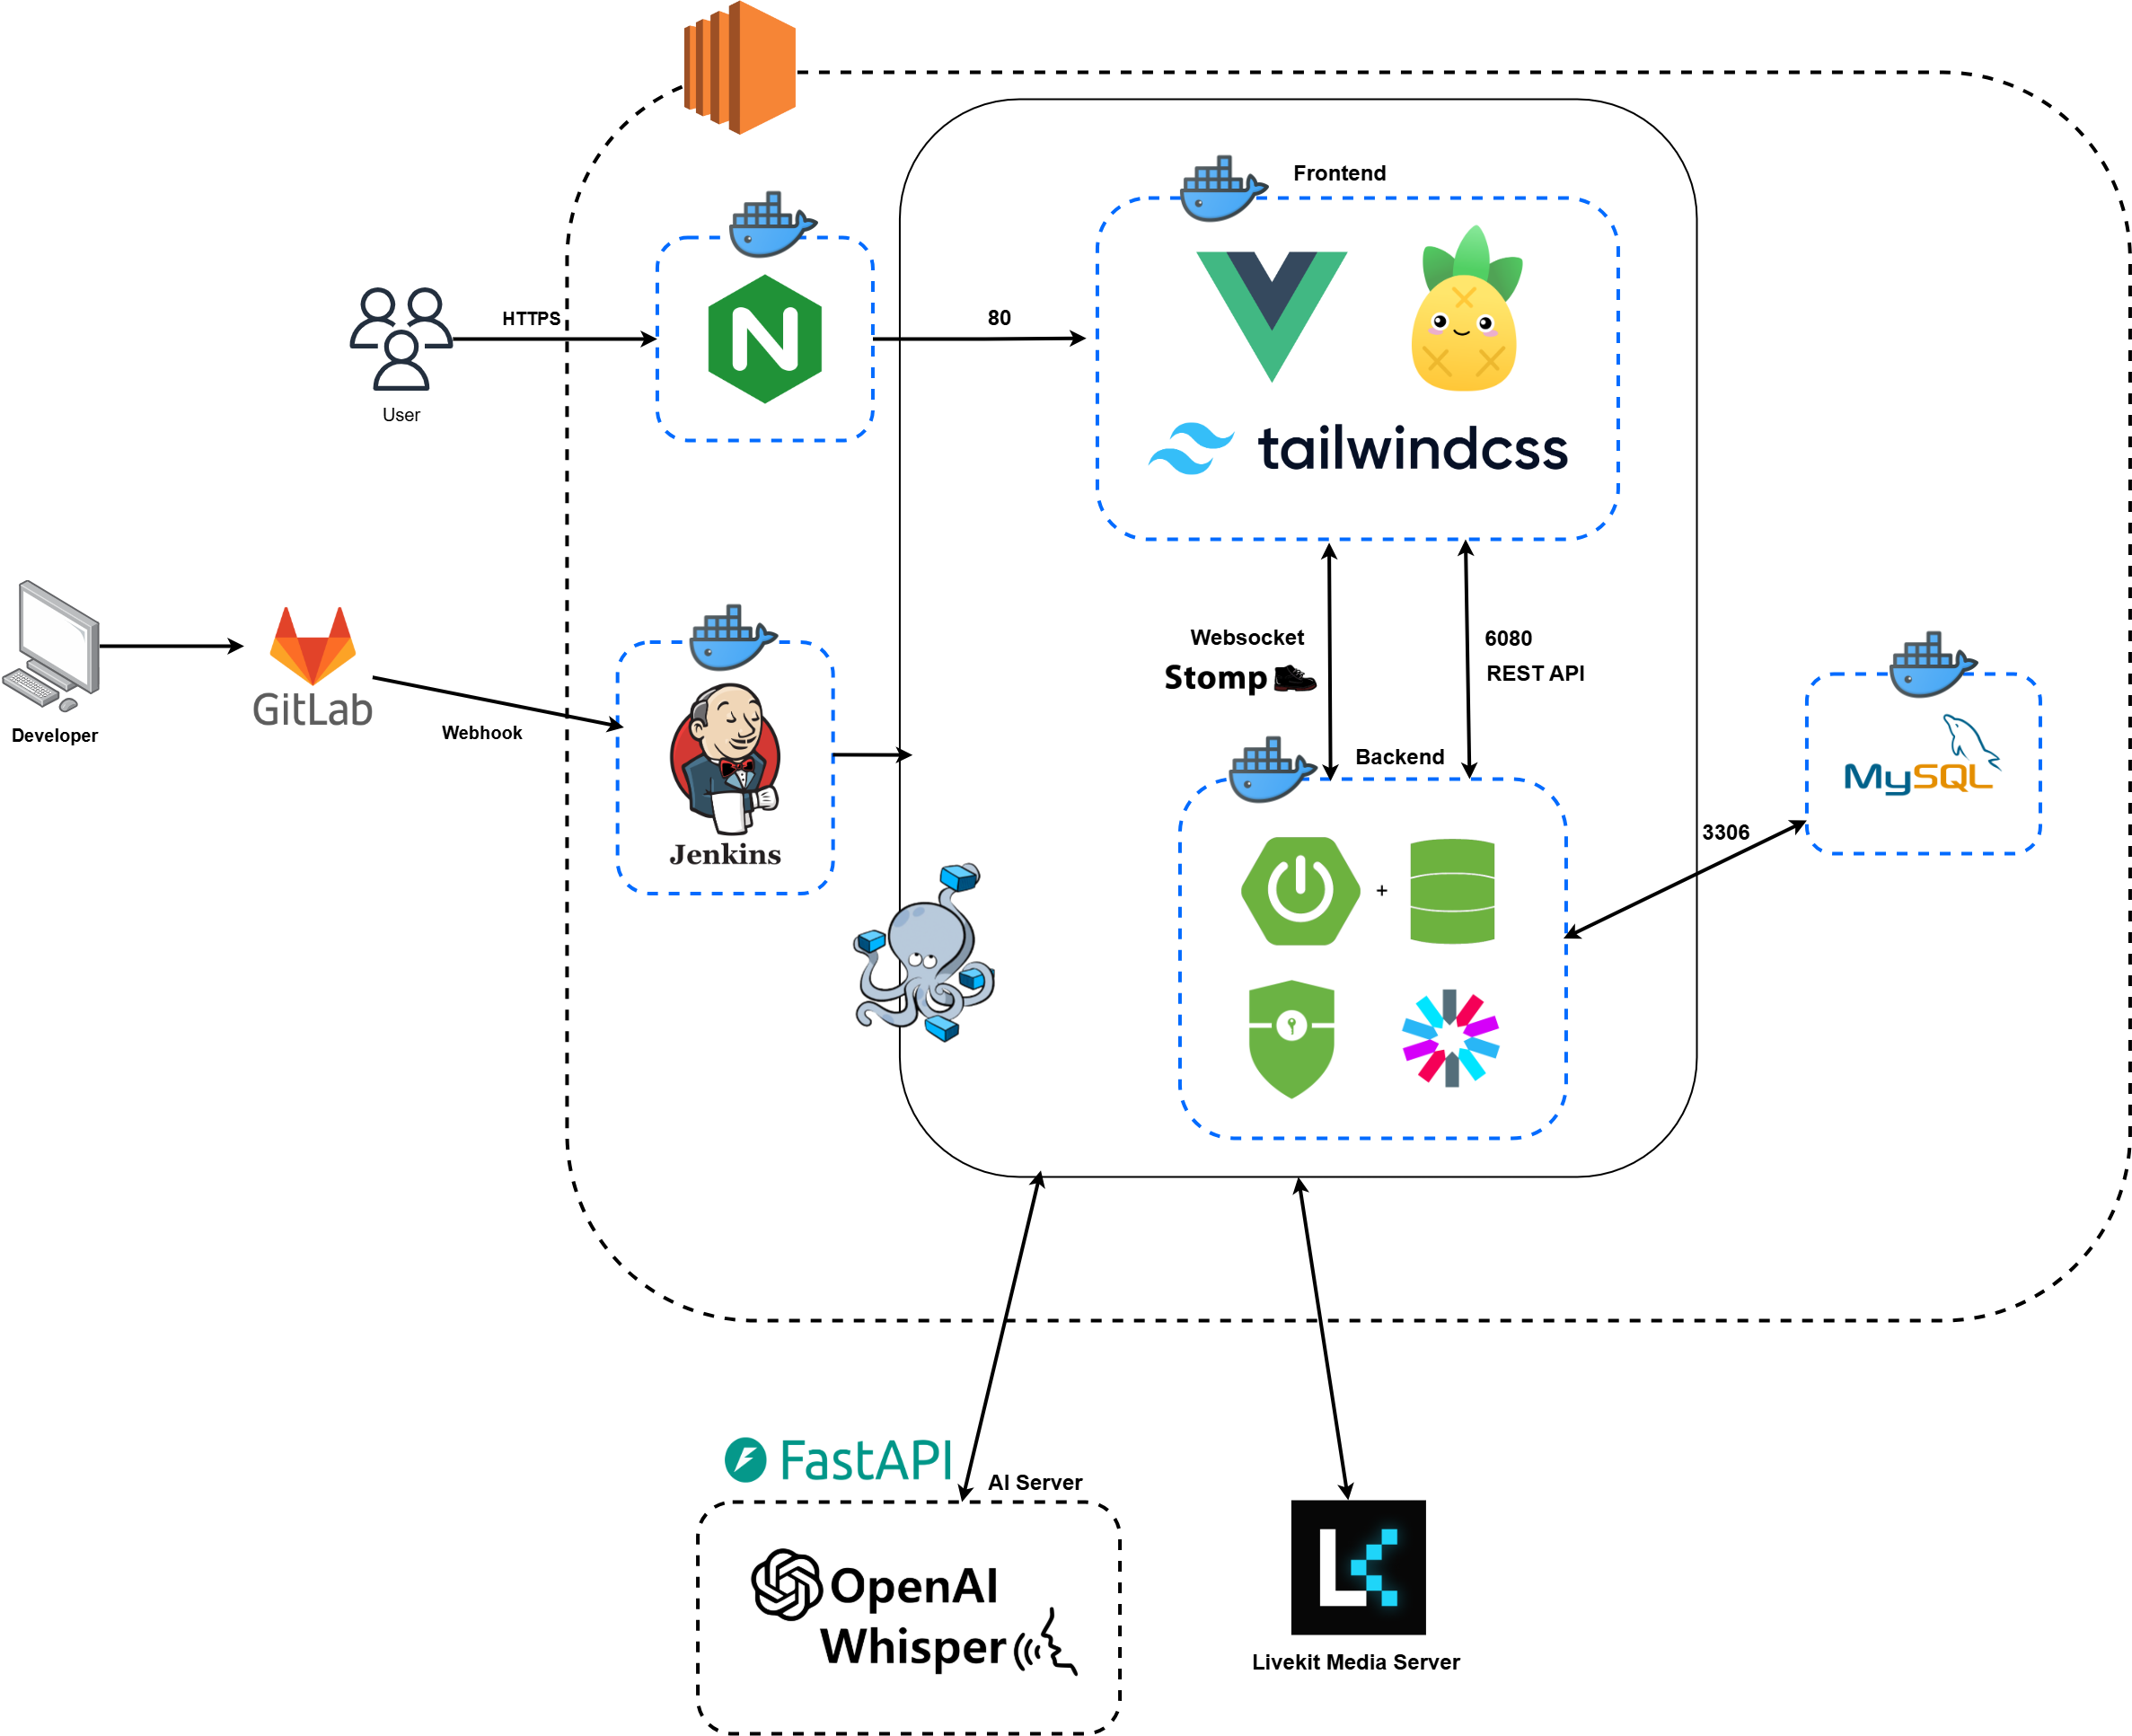 Frontend
HTTPS
80
User
tailwindcss
Websocket
Stomp
6080
REST API
GitLab
Developer
Webhook
Jenkins
Backend
MySQL
3306
+
FastAPI
AI Server
OpenAI
Whisper
Livekit Media Server